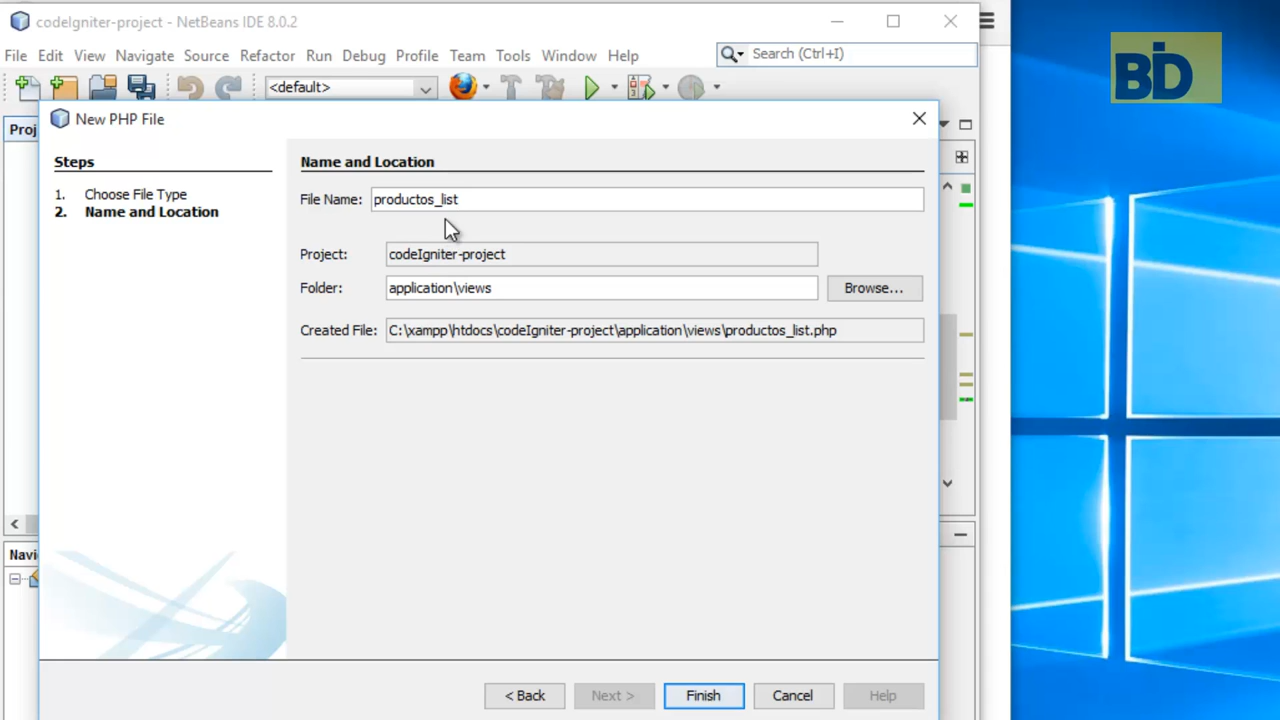 codeIgniter-project - NetBeans IDE 8.0.2
File Edit View Navigate Source Refactor Run Debug Profile Team Tools Window Help
Search (Ctrl+I)
<default>
BID
Proj
New PHP File
Steps
1. Choose File Type
2. Name and Location
Name and Location
File Name: productos_list
Project: codeIgniter-project
Folder: application\views
Browse...
Created File: C:\xampp\htdocs\codeIgniter-project\application\views\productos_list.php
Navi
< Back
Next >
Finish
Cancel
Help